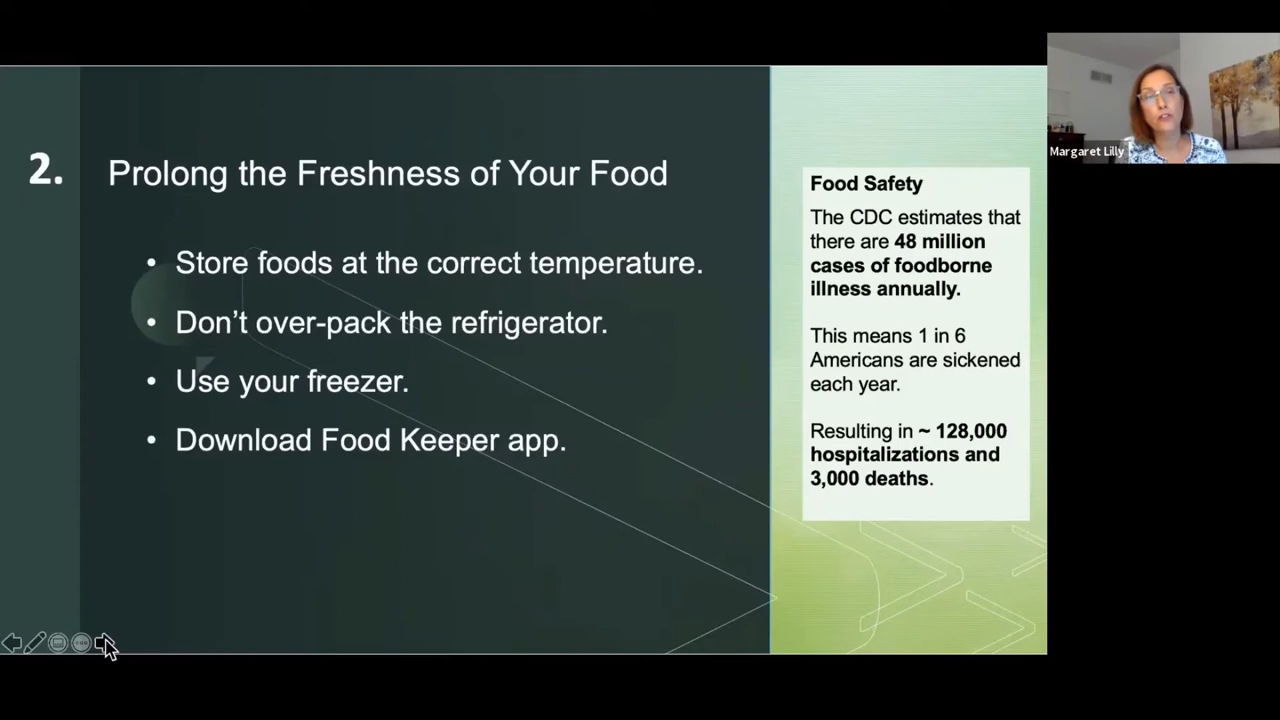 2.
Prolong the Freshness of Your Food
• Store foods at the correct temperature.
• Don’t over-pack the refrigerator.
• Use your freezer.
• Download Food Keeper app.
Food Safety
The CDC estimates that
there are 48 million
cases of foodborne
illness annually.
This means 1 in 6
Americans are sickened
each year.
Resulting in ~ 128,000
hospitalizations and
3,000 deaths.
Margaret Lilly